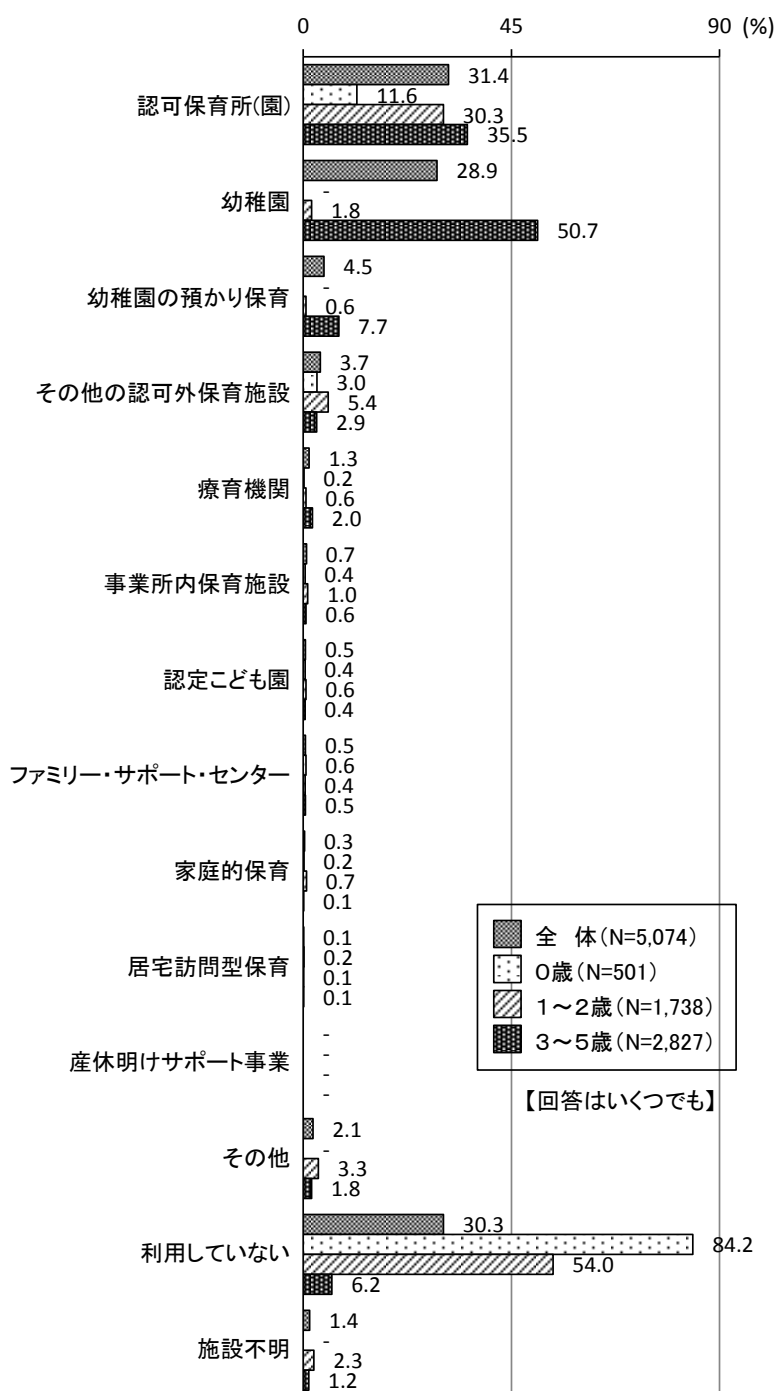 0 45 90 (%)
認可保育所(園)
31.4
11.6
30.3
35.5
幼稚園
28.9
-
1.8
50.7
幼稚園の預かり保育
4.5
-
0.6
7.7
その他の認可外保育施設
3.7
3.0
5.4
2.9
療育機関
1.3
0.2
0.6
2.0
事業所内保育施設
0.7
0.4
1.0
0.6
認定こども園
0.5
0.4
0.6
0.4
ファミリー・サポート・センター
0.5
0.6
0.4
0.5
家庭的保育
0.3
0.2
0.7
0.1
居宅訪問型保育
0.1
0.2
0.1
0.1
産休明けサポート事業
-
-
-
-
その他
2.1
-
3.3
1.8
利用していない
30.3
84.2
54.0
6.2
施設不明
1.4
-
2.3
1.2
全　体(N=5,074)
０歳(N=501)
１～２歳(N=1,738)
３～５歳(N=2,827)
【回答はいくつでも】